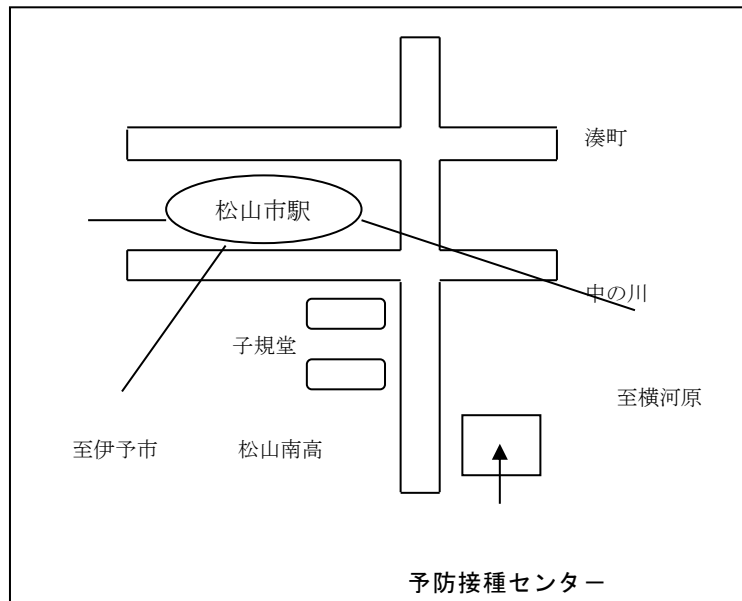 湊町
松山市駅
中の川
子規堂
至横河原
至伊予市
松山南高
予防接種センター